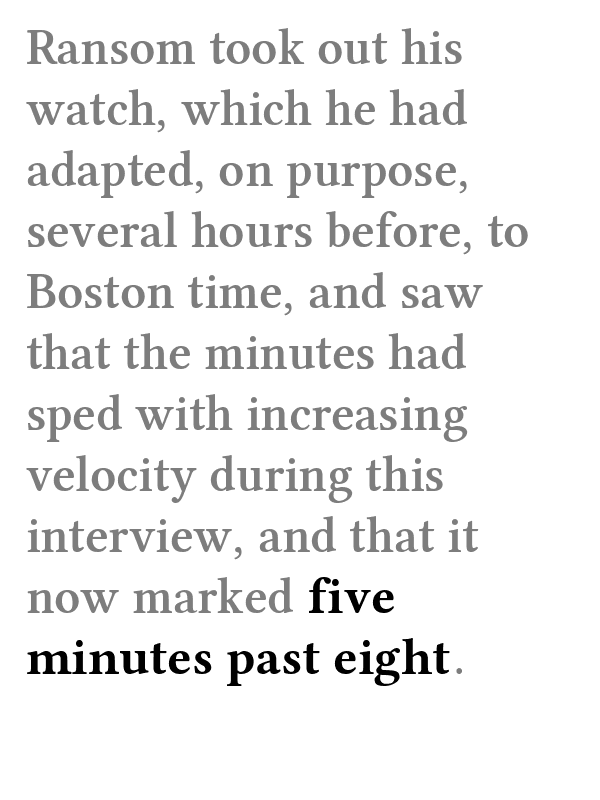 Ransom took out his
watch, which he had
adapted, on purpose,
several hours before, to
Boston time, and saw
that the minutes had
sped with increasing
velocity during this
interview, and that it
now marked five
minutes past eight.